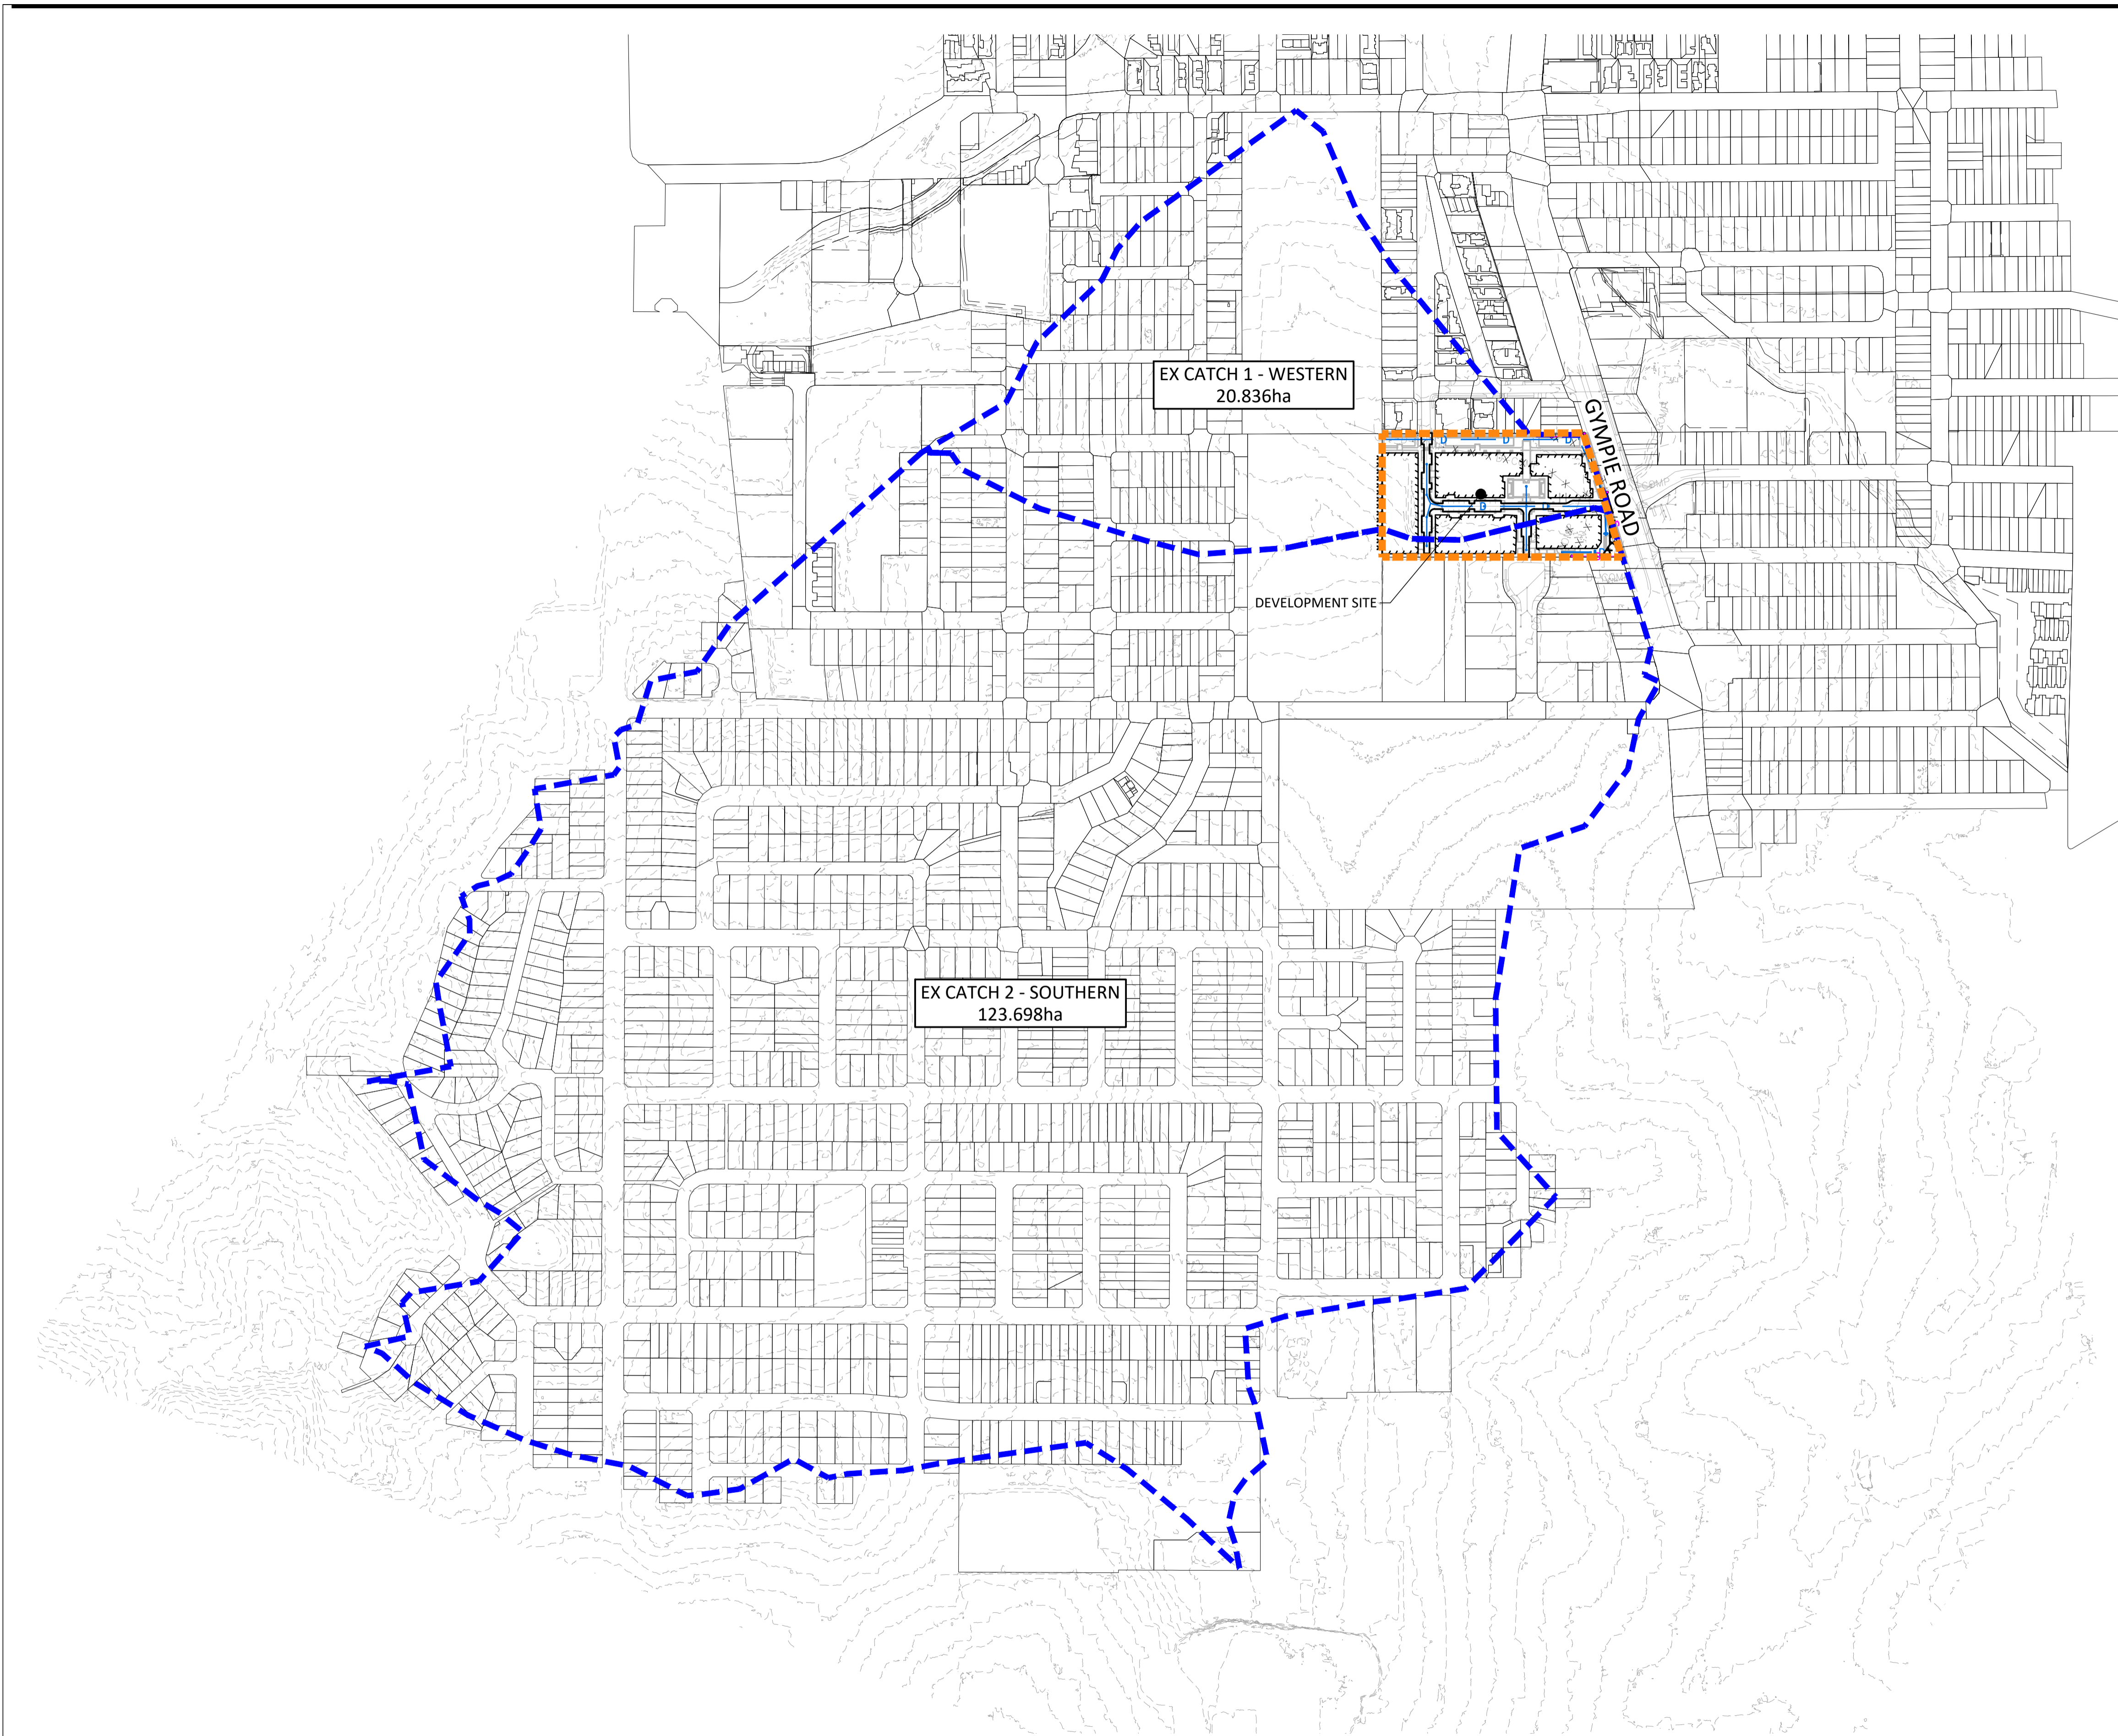 EX CATCH 1 - WESTERN
20.836ha
GYMPIE ROAD
D D D
D
DEVELOPMENT SITE
EX CATCH 2 - SOUTHERN
123.698ha